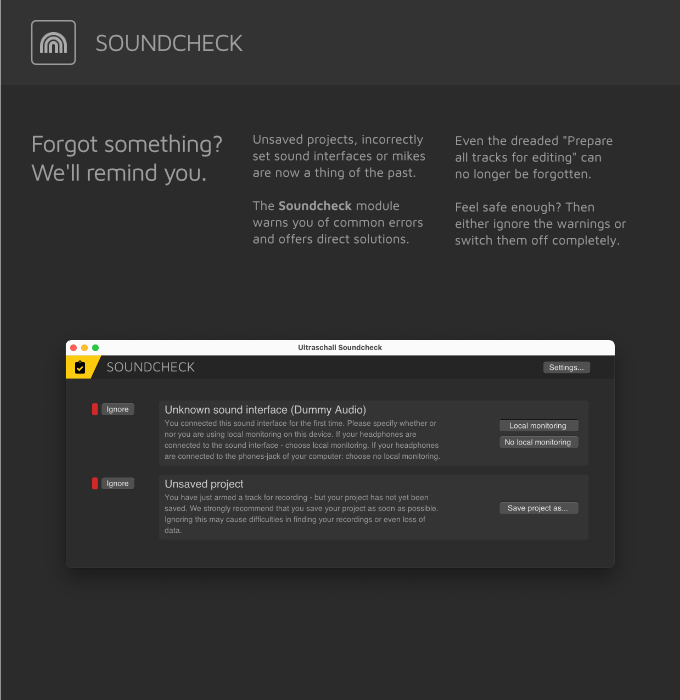 SOUNDCHECK
Forgot something?
We'll remind you.
Unsaved projects, incorrectly
set sound interfaces or mikes
are now a thing of the past.
The Soundcheck module
warns you of common errors
and offers direct solutions.
Even the dreaded "Prepare
all tracks for editing" can
no longer be forgotten.
Feel safe enough? Then
either ignore the warnings or
switch them off completely.
Ultraschall Soundcheck
SOUNDCHECK
Settings...
Ignore
Unknown sound interface (Dummy Audio)
You connected this sound interface for the first time. Please specify whether or
nor you are using local monitoring on this device. If your headphones are
connected to the sound interface - choose local monitoring. If your headphones
are connected to the phones-jack of your computer: choose no local monitoring.
Local monitoring
No local monitoring
Ignore
Unsaved project
You have just armed a track for recording - but your project has not yet been
saved. We strongly recommend that you save your project as soon as possible.
Ignoring this may cause difficulties in finding your recordings or even loss of
data.
Save project as...